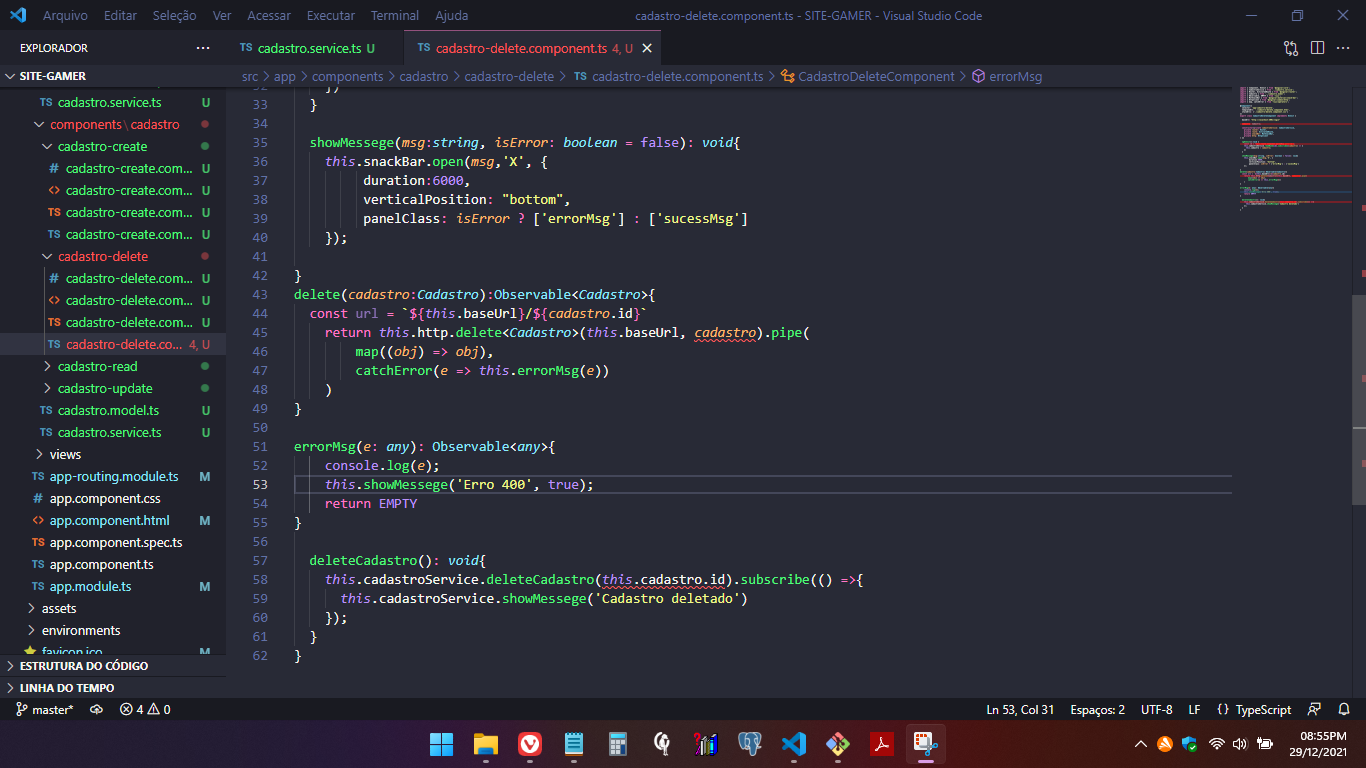 Arquivo Editar Seleção Ver Acessar Executar Terminal Ajuda
cadastro-delete.component.ts - SITE-GAMER - Visual Studio Code
EXPLORADOR
TS cadastro.service.ts U
TS cadastro-delete.component.ts 4, U
SITE-GAMER
src > app > components > cadastro > cadastro-delete > TS cadastro-delete.component.ts > CadastroDeleteComponent > errorMsg
TS cadastro.service.ts U
components \ cadastro
cadastro-create
# cadastro-create.com... U
<> cadastro-create.com... U
TS cadastro-create.com... U
TS cadastro-create.com... U
cadastro-delete
# cadastro-delete.com... U
<> cadastro-delete.com... U
TS cadastro-delete.com... U
TS cadastro-delete.co... 4, U
cadastro-read
cadastro-update
TS cadastro.model.ts U
TS cadastro.service.ts U
views
TS app-routing.module.ts M
# app.component.css
<> app.component.html M
TS app.component.spec.ts
TS app.component.ts
TS app.module.ts M
assets
environments
favicon.ico M
ESTRUTURA DO CÓDIGO
LINHA DO TEMPO
32 })
33 }
34
35 showMessege(msg:string, isError: boolean = false): void{
36 this.snackBar.open(msg,'X', {
37 duration:6000,
38 verticalPosition: "bottom",
39 panelClass: isError ? ['errorMsg'] : ['sucessMsg']
40 });
41
42 }
43 delete(cadastro:Cadastro):Observable<Cadastro>{
44 const url = `${this.baseUrl}/${cadastro.id}`
45 return this.http.delete<Cadastro>(this.baseUrl, cadastro).pipe(
46 map((obj) => obj),
47 catchError(e => this.errorMsg(e))
48 )
49 }
50
51 errorMsg(e: any): Observable<any>{
52 console.log(e);
53 this.showMessege('Erro 400', true);
54 return EMPTY
55 }
56
57 deleteCadastro(): void{
58 this.cadastroService.deleteCadastro(this.cadastro.id).subscribe(() =>{
59 this.cadastroService.showMessege('Cadastro deletado')
60 });
61 }
62 }
master* 4 0
Ln 53, Col 31 Espaços: 2 UTF-8 LF {} TypeScript
08:55PM
29/12/2021